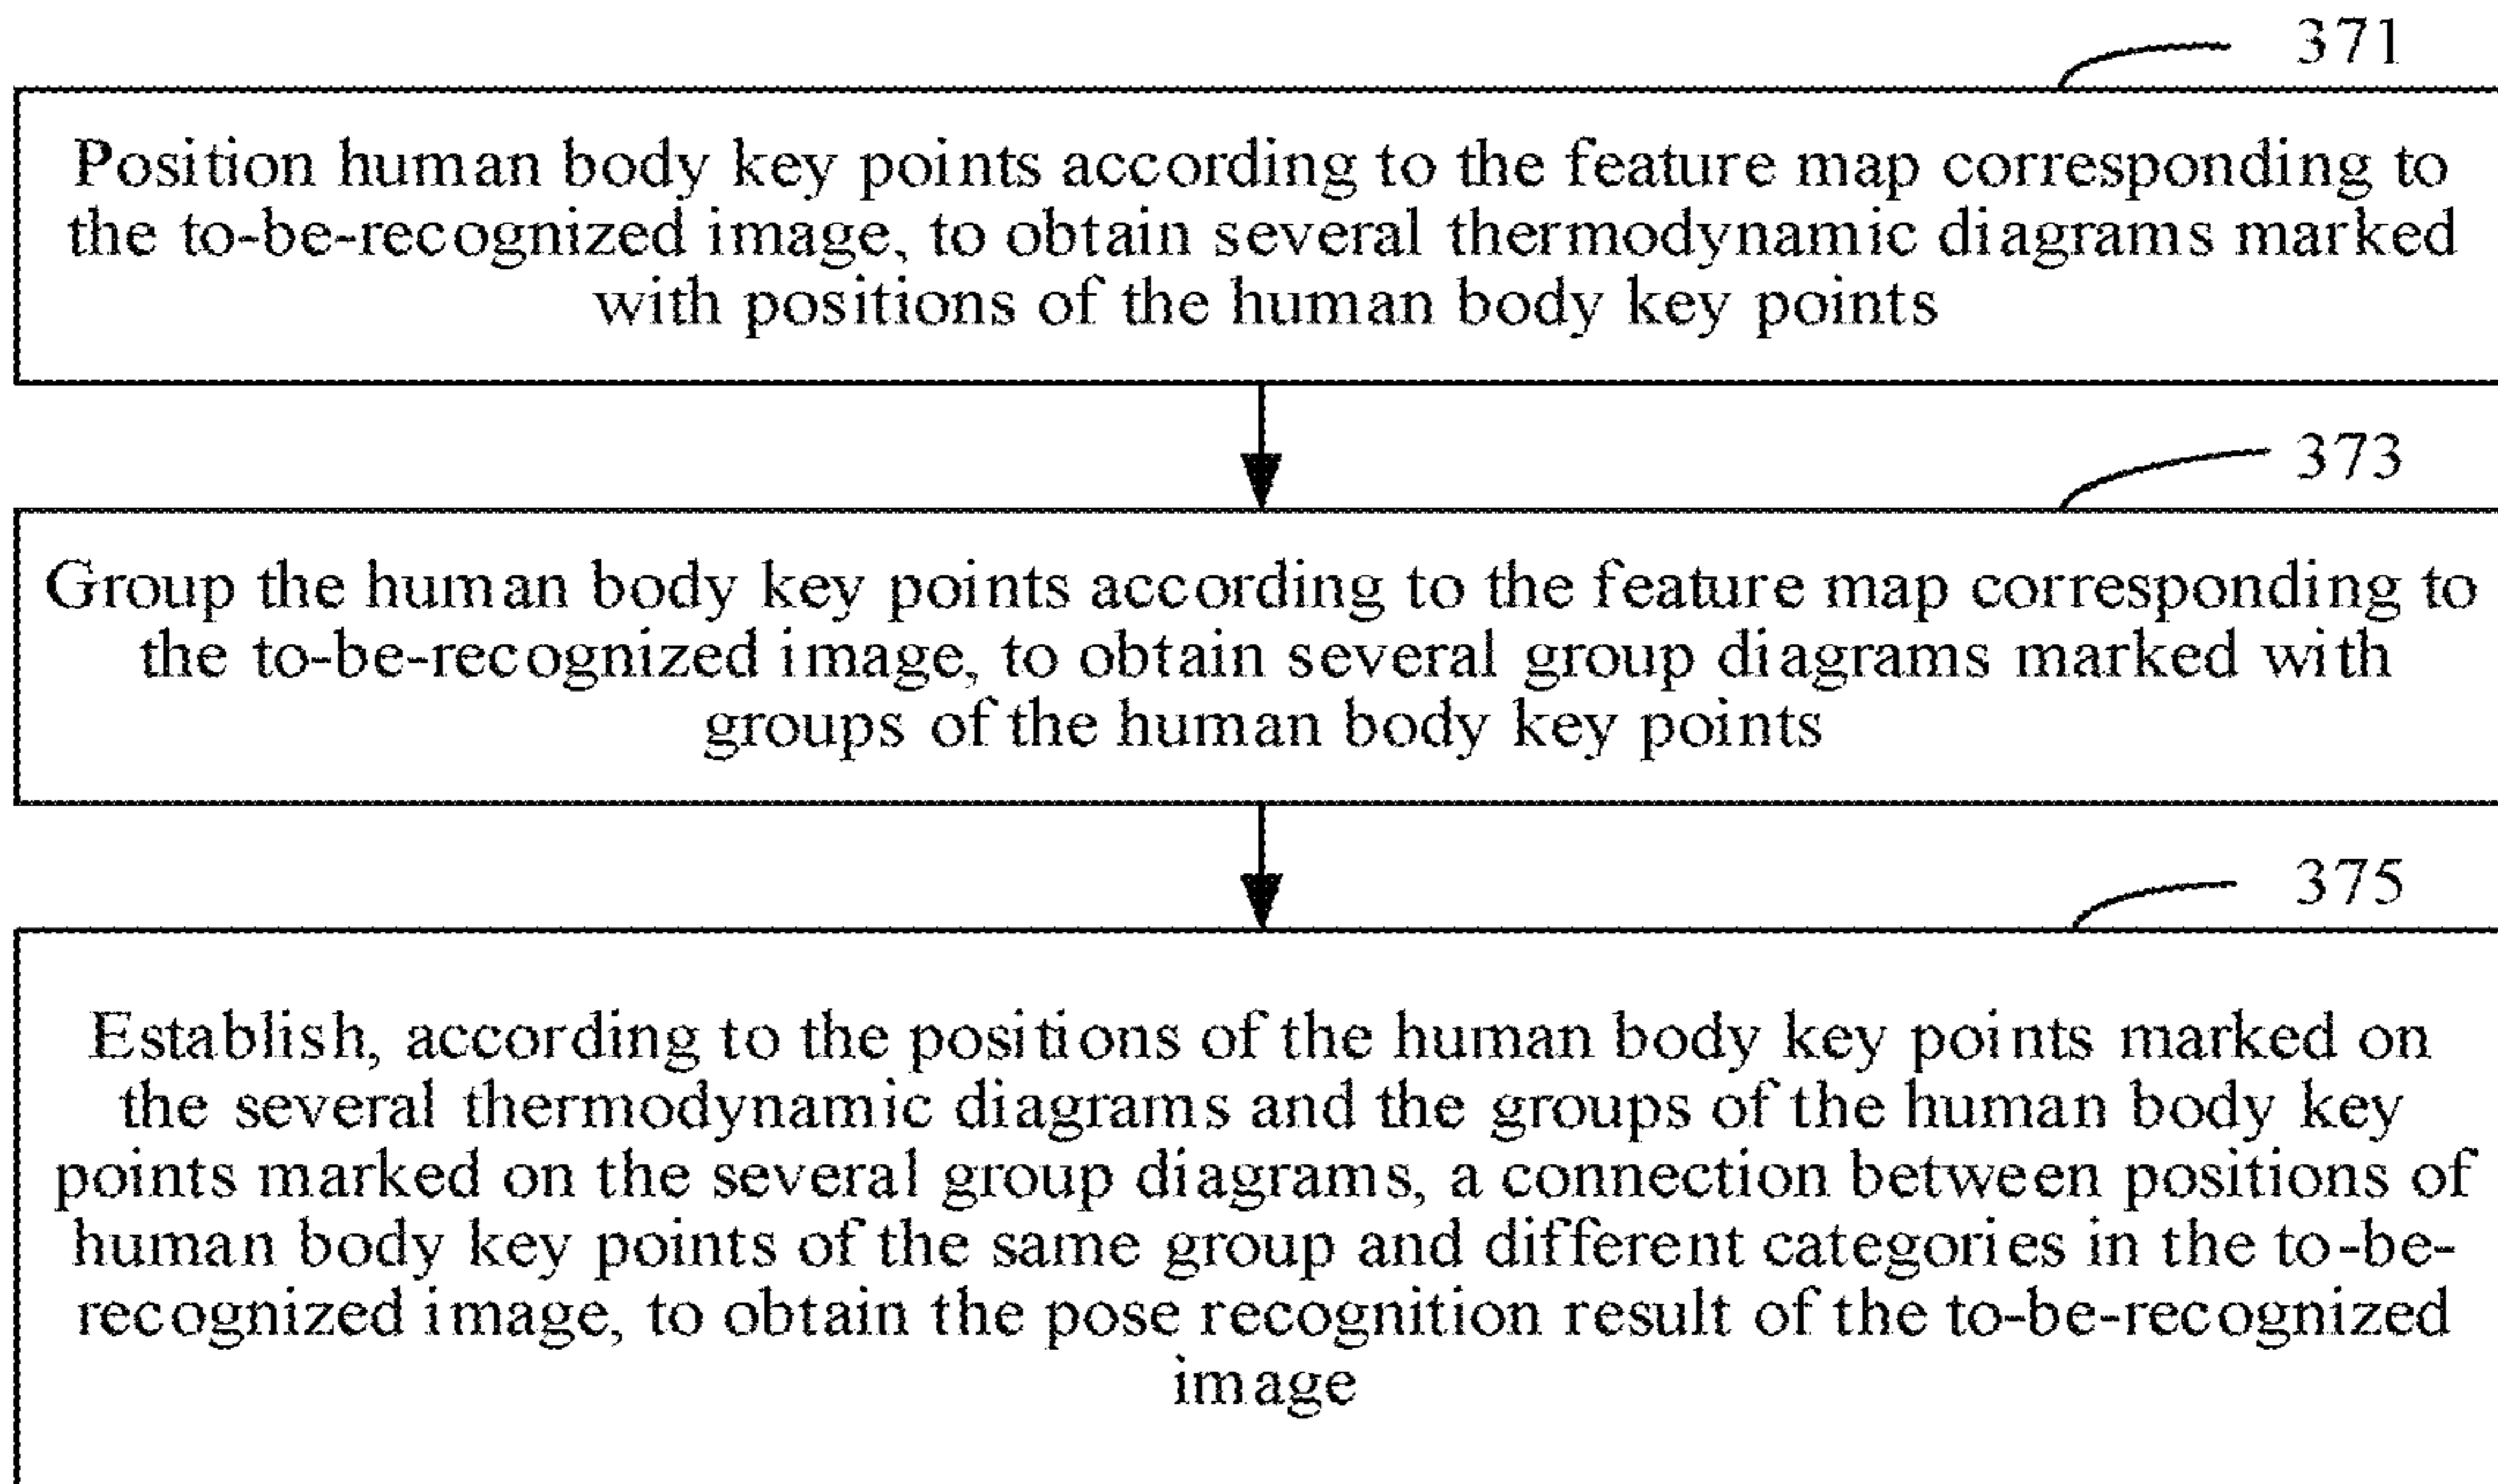 371
Position human body key points according to the feature map corresponding to
the to-be-recognized image, to obtain several thermodynamic diagrams marked
with positions of the human body key points
373
Group the human body key points according to the feature map corresponding to
the to-be-recognized image, to obtain several group diagrams marked with
groups of the human body key points
375
Establish, according to the positions of the human body key points marked on
the several thermodynamic diagrams and the groups of the human body key
points marked on the several group diagrams, a connection between positions of
human body key points of the same group and different categories in the to-be-
recognized image, to obtain the pose recognition result of the to-be-recognized
image